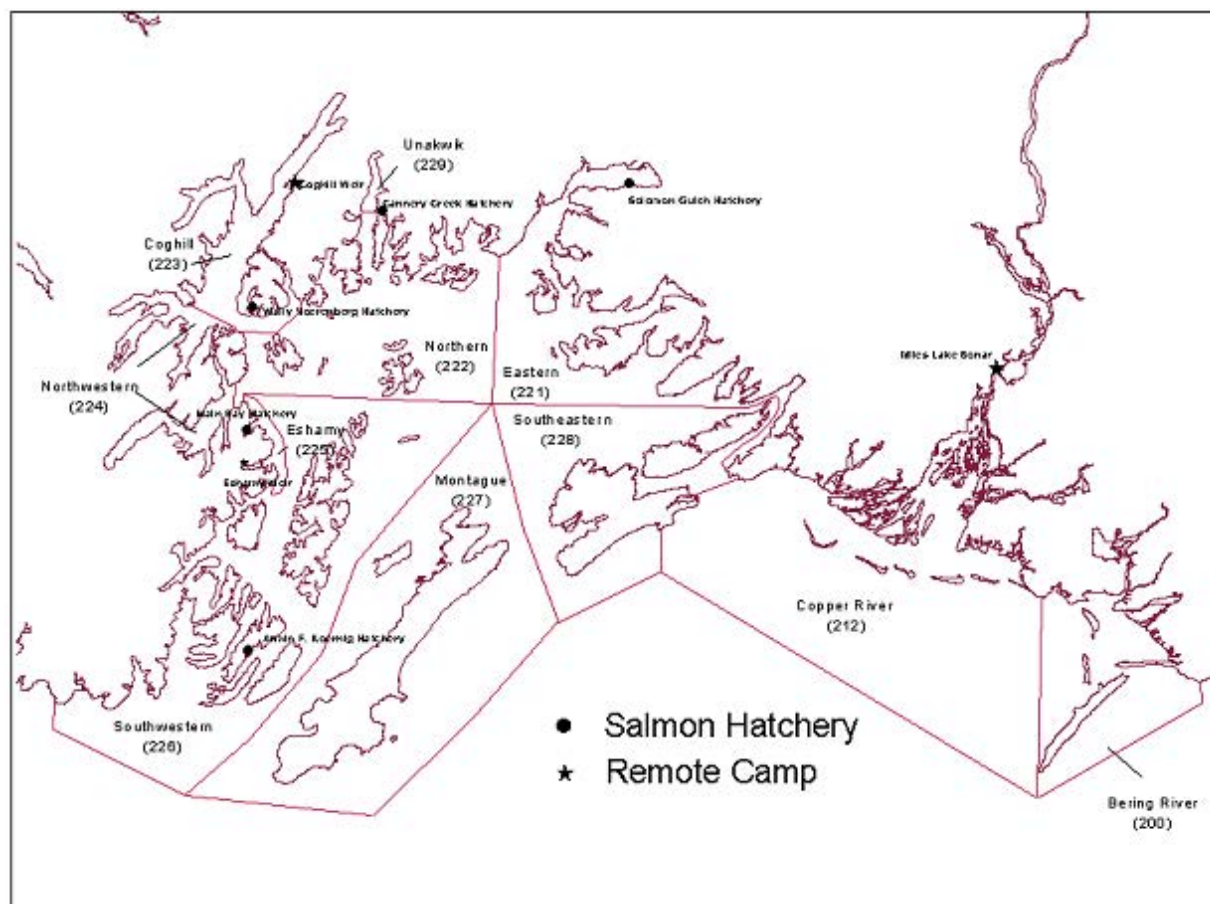 Unakwik
(229)
Coghill Weir
Solomon Gulch Hatchery
Cannery Creek Hatchery
Coghill
(223)
Wally Noerenberg Hatchery
Northern
(222)
Miles Lake Sonar
Eastern
(221)
Northwestern
(224)
Main Bay Hatchery
Southeastern
(228)
Eshamy
(225)
Eshamy Weir
Montague
(227)
Copper River
(212)
Armin F. Koernig Hatchery
Southwestern
(226)
Salmon Hatchery
Remote Camp
Bering River
(200)